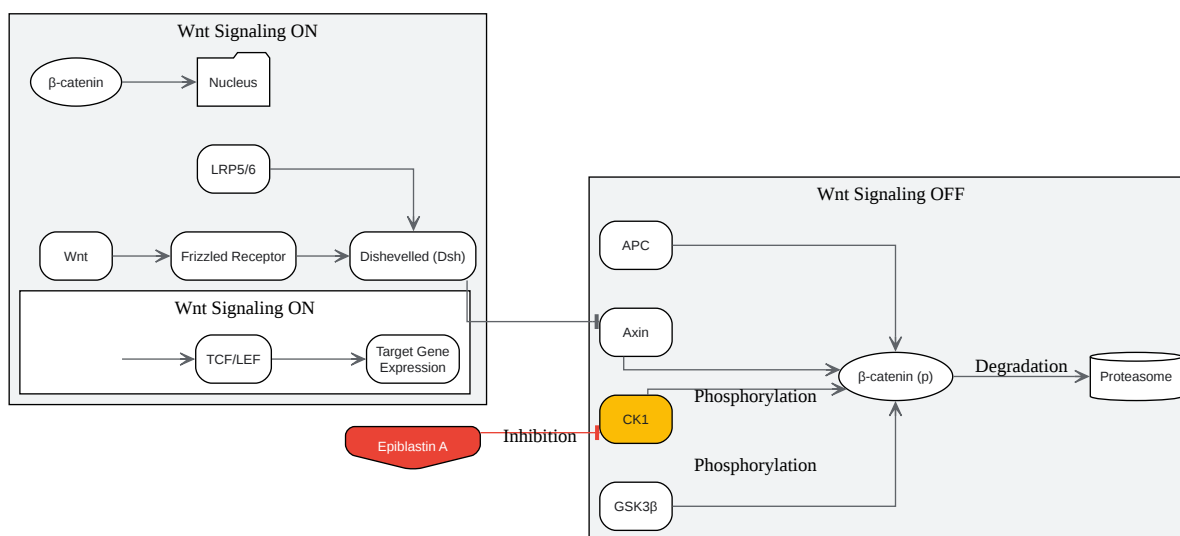 Wnt Signaling ON
β-catenin
Nucleus
LRP5/6
Wnt
Frizzled Receptor
Dishevelled (Dsh)
Wnt Signaling ON
TCF/LEF
Target Gene
Expression
Epiblastin A
Inhibition
Wnt Signaling OFF
APC
Axin
CK1
GSK3β
Phosphorylation
Phosphorylation
β-catenin (p)
Degradation
Proteasome